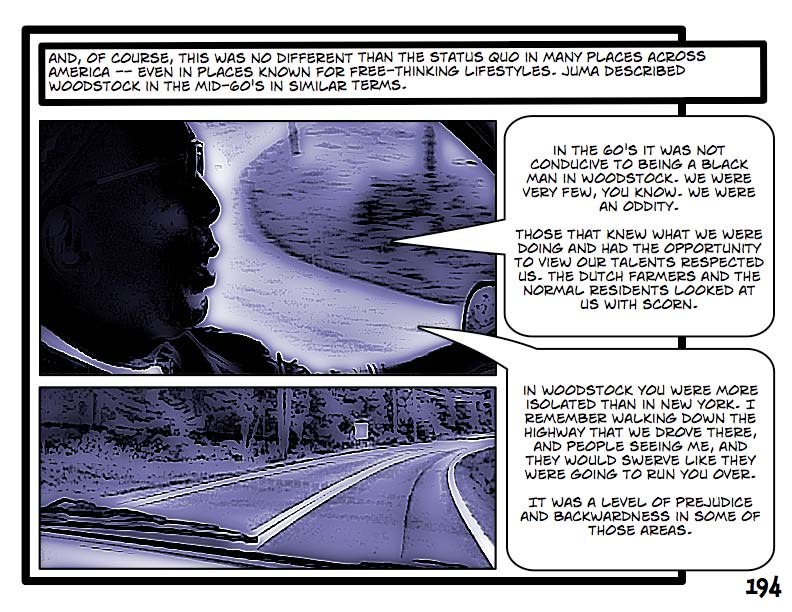 AND, OF COURSE, THIS WAS NO DIFFERENT THAN THE STATUS QUO IN MANY PLACES ACROSS
AMERICA -- EVEN IN PLACES KNOWN FOR FREE-THINKING LIFESTYLES. JUMA DESCRIBED
WOODSTOCK IN THE MID-60'S IN SIMILAR TERMS.
IN THE 60'S IT WAS NOT
CONDUCIVE TO BEING A BLACK
MAN IN WOODSTOCK. WE WERE
VERY FEW, YOU KNOW. WE WERE
AN ODDITY.
THOSE THAT KNEW WHAT WE WERE
DOING AND HAD THE OPPORTUNITY
TO VIEW OUR TALENTS RESPECTED
US. THE DUTCH FARMERS AND THE
NORMAL RESIDENTS LOOKED AT
US WITH SCORN.
IN WOODSTOCK YOU WERE MORE
ISOLATED THAN IN NEW YORK. I
REMEMBER WALKING DOWN THE
HIGHWAY THAT WE DROVE THERE,
AND PEOPLE SEEING ME, AND
THEY WOULD SWERVE LIKE THEY
WERE GOING TO RUN YOU OVER.
IT WAS A LEVEL OF PREJUDICE
AND BACKWARDNESS IN SOME OF
THOSE AREAS.
194